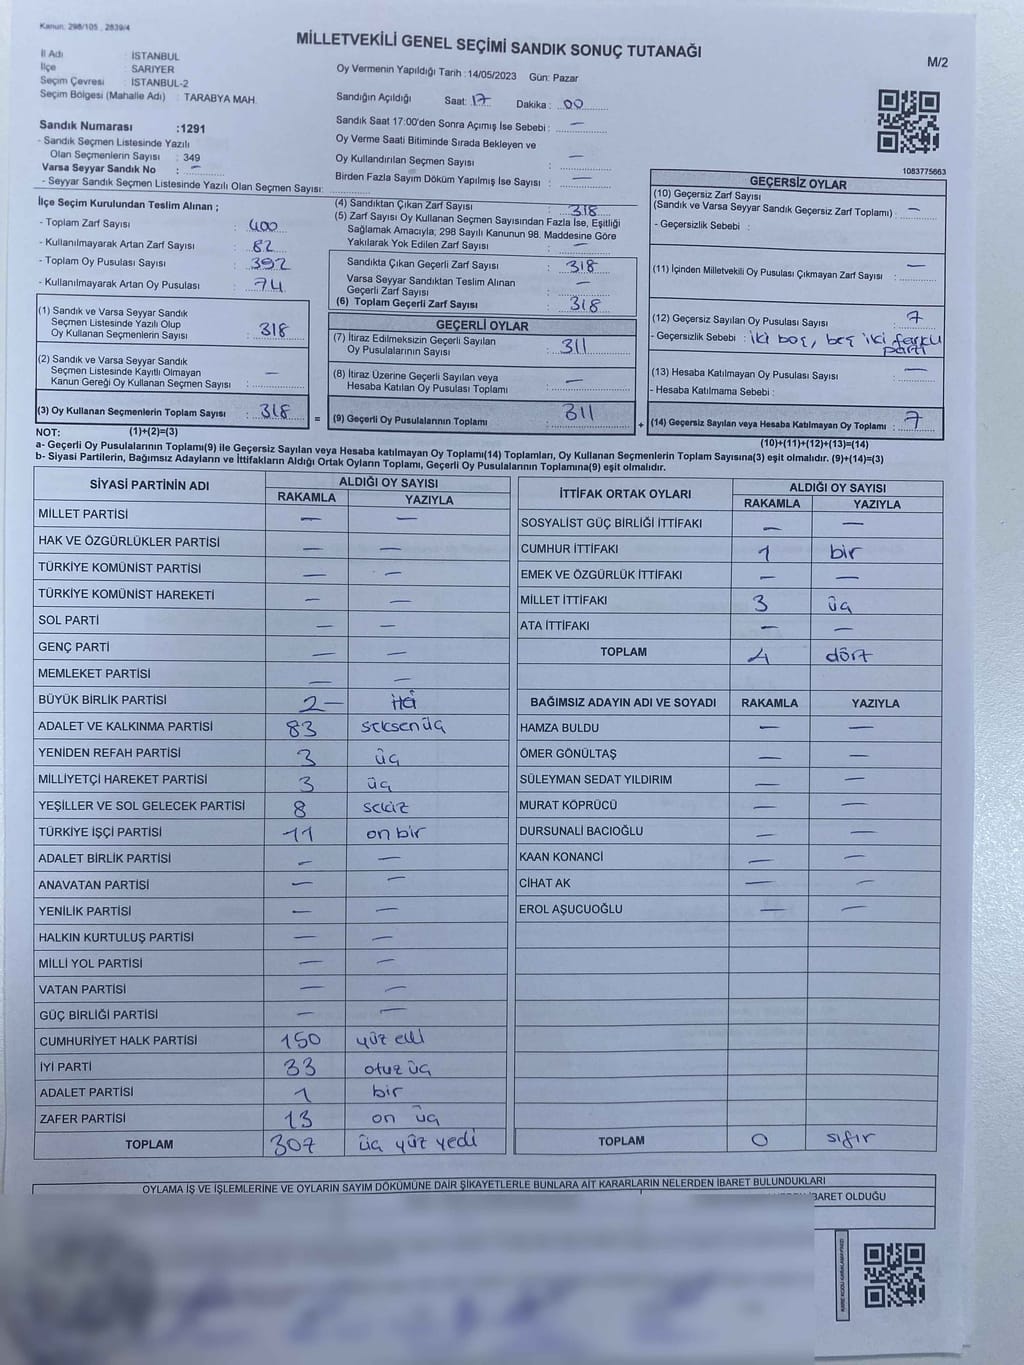 Kanun: 298/105 , 2839/4
MİLLETVEKİLİ GENEL SEÇİMİ SANDIK SONUÇ TUTANAĞI
M/2
İl Adı : İSTANBUL
İlçe : SARIYER
Seçim Çevresi : İSTANBUL-2
Seçim Bölgesi (Mahalle Adı) : TARABYA MAH.
Sandık Numarası :1291
- Sandık Seçmen Listesinde Yazılı
Olan Seçmenlerin Sayısı : 349
Varsa Seyyar Sandık No : —
- Seyyar Sandık Seçmen Listesinde Yazılı Olan Seçmen Sayısı:
Oy Vermenin Yapıldığı Tarih : 14/05/2023 Gün: Pazar
Sandığın Açıldığı Saat: 17 Dakika : 00
Sandık Saat 17:00'den Sonra Açımış İse Sebebi : —
Oy Verme Saati Bitiminde Sırada Bekleyen ve
Oy Kullandırılan Seçmen Sayısı : —
Birden Fazla Sayım Döküm Yapılmış İse Sayısı : —
1083775663
İlçe Seçim Kurulundan Teslim Alınan ;
- Toplam Zarf Sayısı : 400
- Kullanılmayarak Artan Zarf Sayısı : 82
- Toplam Oy Pusulası Sayısı : 392
- Kullanılmayarak Artan Oy Pusulası : 74
(1) Sandık ve Varsa Seyyar Sandık
Seçmen Listesinde Yazılı Olup
Oy Kullanan Seçmenlerin Sayısı : 318
(2) Sandık ve Varsa Seyyar Sandık
Seçmen Listesinde Kayıtlı Olmayan
Kanun Gereği Oy Kullanan Seçmen Sayısı : —
(3) Oy Kullanan Seçmenlerin Toplam Sayısı : 318
(1)+(2)=(3)
(4) Sandıktan Çıkan Zarf Sayısı : 318
(5) Zarf Sayısı Oy Kullanan Seçmen Sayısından Fazla İse, Eşitliği
Sağlamak Amacıyla; 298 Sayılı Kanunun 98. Maddesine Göre
Yakılarak Yok Edilen Zarf Sayısı : —
Sandıkta Çıkan Geçerli Zarf Sayısı : 318
Varsa Seyyar Sandıktan Teslim Alınan
Geçerli Zarf Sayısı : —
(6) Toplam Geçerli Zarf Sayısı : 318
GEÇERLİ OYLAR
(7) İtiraz Edilmeksizin Geçerli Sayılan
Oy Pusulalarının Sayısı : 311
(8) İtiraz Üzerine Geçerli Sayılan veya
Hesaba Katılan Oy Pusulası Toplamı : —
= (9) Geçerli Oy Pusulalarının Toplamı : 311
GEÇERSİZ OYLAR
(10) Geçersiz Zarf Sayısı
(Sandık ve Varsa Seyyar Sandık Geçersiz Zarf Toplamı) : —
- Geçersizlik Sebebi :
(11) İçinden Milletvekili Oy Pusulası Çıkmayan Zarf Sayısı : —
(12) Geçersiz Sayılan Oy Pusulası Sayısı : 7
- Geçersizlik Sebebi : iki boş, beş iki farklı
parti
(13) Hesaba Katılmayan Oy Pusulası Sayısı : —
- Hesaba Katılmama Sebebi :
+ (14) Geçersiz Sayılan veya Hesaba Katılmayan Oy Toplamı : 7
(10)+(11)+(12)+(13)=(14)
NOT:
a- Geçerli Oy Pusulalarının Toplamı(9) ile Geçersiz Sayılan veya Hesaba katılmayan Oy Toplamı(14) Toplamları, Oy Kullanan Seçmenlerin Toplam Sayısına(3) eşit olmalıdır. (9)+(14)=(3)
b- Siyasi Partilerin, Bağımsız Adayların ve İttifakların Aldığı Ortak Oyların Toplamı, Geçerli Oy Pusulalarının Toplamına(9) eşit olmalıdır.
SİYASİ PARTİNİN ADI ALDIĞI OY SAYISI
RAKAMLA YAZIYLA
MİLLET PARTİSİ — —
HAK VE ÖZGÜRLÜKLER PARTİSİ — —
TÜRKİYE KOMÜNİST PARTİSİ — —
TÜRKİYE KOMÜNİST HAREKETİ — —
SOL PARTİ — —
GENÇ PARTİ — —
MEMLEKET PARTİSİ — —
BÜYÜK BİRLİK PARTİSİ 2— iki
ADALET VE KALKINMA PARTİSİ 83 seksenüç
YENİDEN REFAH PARTİSİ 3 üç
MİLLİYETÇİ HAREKET PARTİSİ 3 üç
YEŞİLLER VE SOL GELECEK PARTİSİ 8 sekiz
TÜRKİYE İŞÇİ PARTİSİ 11 on bir
ADALET BİRLİK PARTİSİ — —
ANAVATAN PARTİSİ — —
YENİLİK PARTİSİ — —
HALKIN KURTULUŞ PARTİSİ — —
MİLLİ YOL PARTİSİ — —
VATAN PARTİSİ — —
GÜÇ BİRLİĞİ PARTİSİ — —
CUMHURİYET HALK PARTİSİ 150 yüz elli
İYİ PARTİ 33 otuz üç
ADALET PARTİSİ 1 bir
ZAFER PARTİSİ 13 on üç
TOPLAM 307 üç yüz yedi
İTTİFAK ORTAK OYLARI ALDIĞI OY SAYISI
RAKAMLA YAZIYLA
SOSYALİST GÜÇ BİRLİĞİ İTTİFAKI — —
CUMHUR İTTİFAKI 1 bir
EMEK VE ÖZGÜRLÜK İTTİFAKI — —
MİLLET İTTİFAKI 3 üç
ATA İTTİFAKI — —
TOPLAM 4 dört
BAĞIMSIZ ADAYIN ADI VE SOYADI RAKAMLA YAZIYLA
HAMZA BULDU — —
ÖMER GÖNÜLTAŞ — —
SÜLEYMAN SEDAT YILDIRIM — —
MURAT KÖPRÜCÜ — —
DURSUNALİ BACIOĞLU — —
KAAN KONANCİ — —
CİHAT AK — —
EROL AŞUCUOĞLU — —
TOPLAM 0 sıfır
OYLAMA İŞ VE İŞLEMLERİNE VE OYLARIN SAYIM DÖKÜMÜNE DAİR ŞİKAYETLERLE BUNLARA AİT KARARLARIN NELERDEN İBARET BULUNDUKLARI
İBARET OLDUĞU